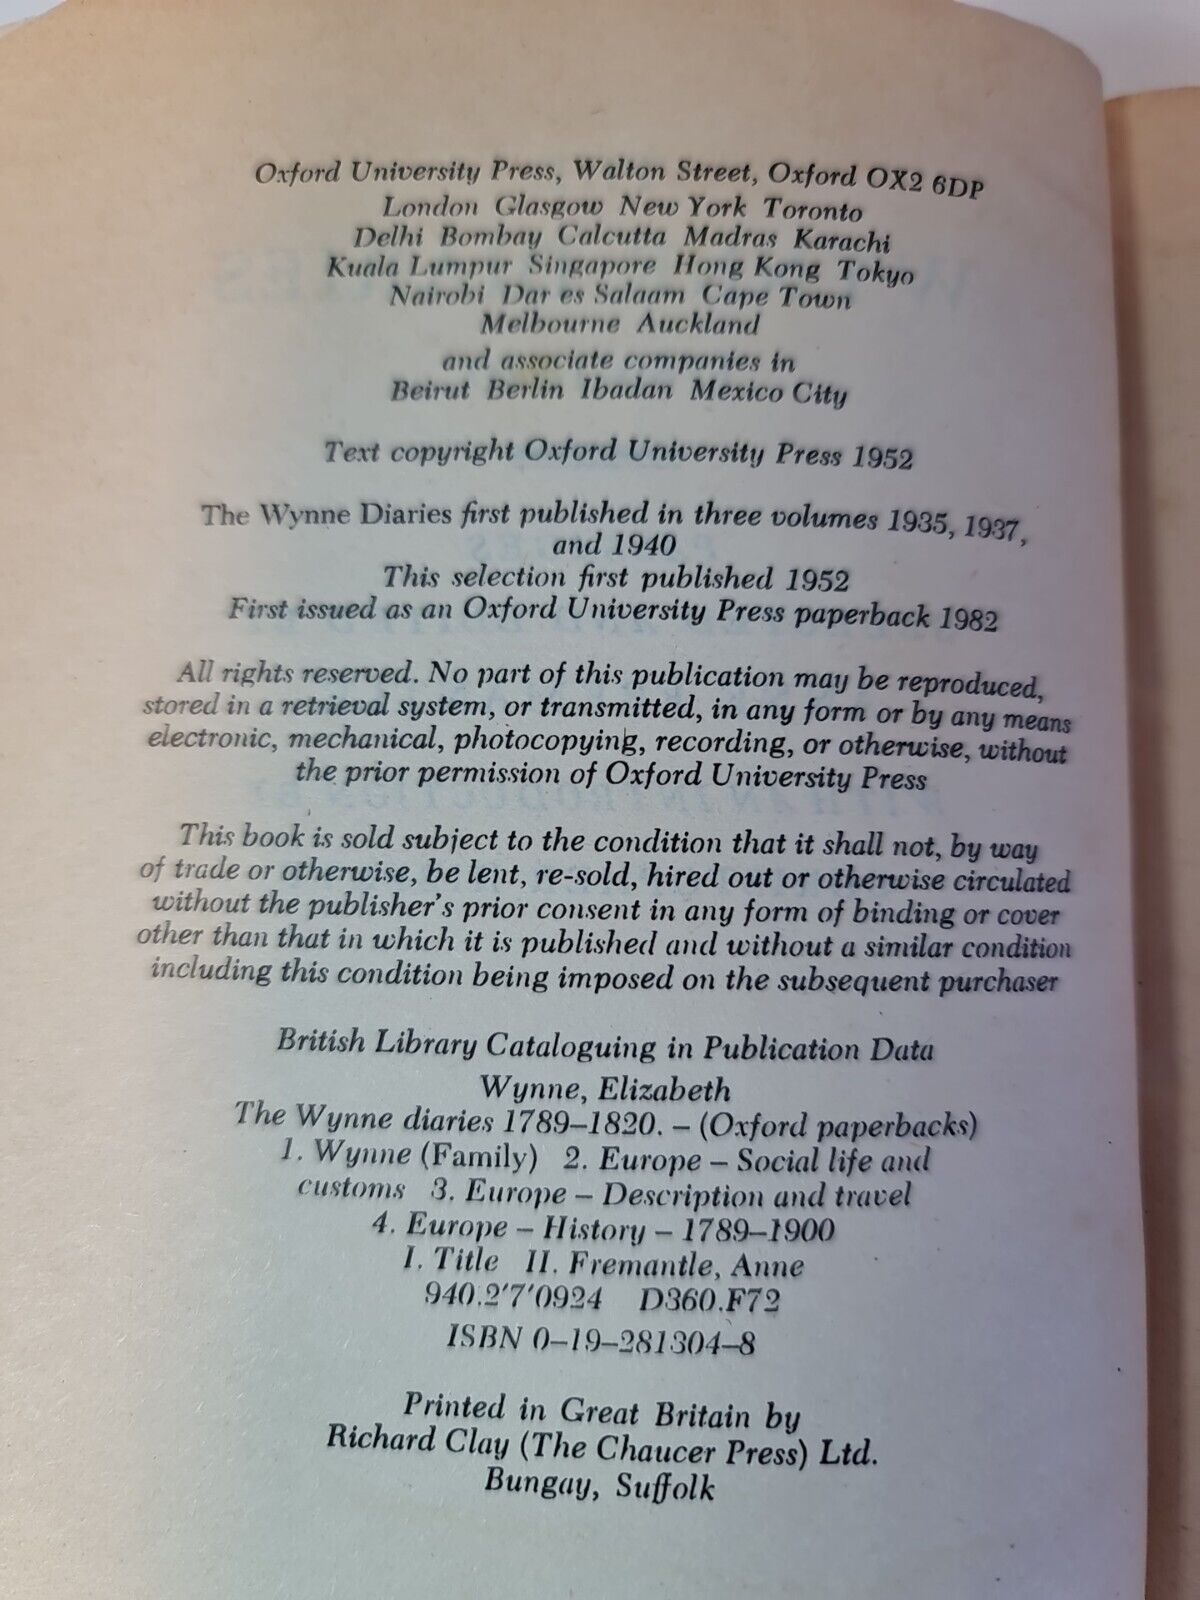 Oxford University Press, Walton Street, Oxford OX2 6DP
London Glasgow New York Toronto
Delhi Bombay Calcutta Madras Karachi
Kuala Lumpur Singapore Hong Kong Tokyo
Nairobi Dar es Salaam Cape Town
Melbourne Auckland
and associate companies in
Beirut Berlin Ibadan Mexico City
Text copyright Oxford University Press 1952
The Wynne Diaries first published in three volumes 1935, 1937,
and 1940
This selection first published 1952
First issued as an Oxford University Press paperback 1982
All rights reserved. No part of this publication may be reproduced,
stored in a retrieval system, or transmitted, in any form or by any means
electronic, mechanical, photocopying, recording, or otherwise, without
the prior permission of Oxford University Press
This book is sold subject to the condition that it shall not, by way
of trade or otherwise, be lent, re-sold, hired out or otherwise circulated
without the publisher's prior consent in any form of binding or cover
other than that in which it is published and without a similar condition
including this condition being imposed on the subsequent purchaser
British Library Cataloguing in Publication Data
Wynne, Elizabeth
The Wynne diaries 1789–1820. – (Oxford paperbacks)
1. Wynne (Family) 2. Europe – Social life and
customs 3. Europe – Description and travel
4. Europe – History – 1789–1900
I. Title II. Fremantle, Anne
940.2'7'0924 D360.F72
ISBN 0–19–281304–8
Printed in Great Britain by
Richard Clay (The Chaucer Press) Ltd.
Bungay, Suffolk